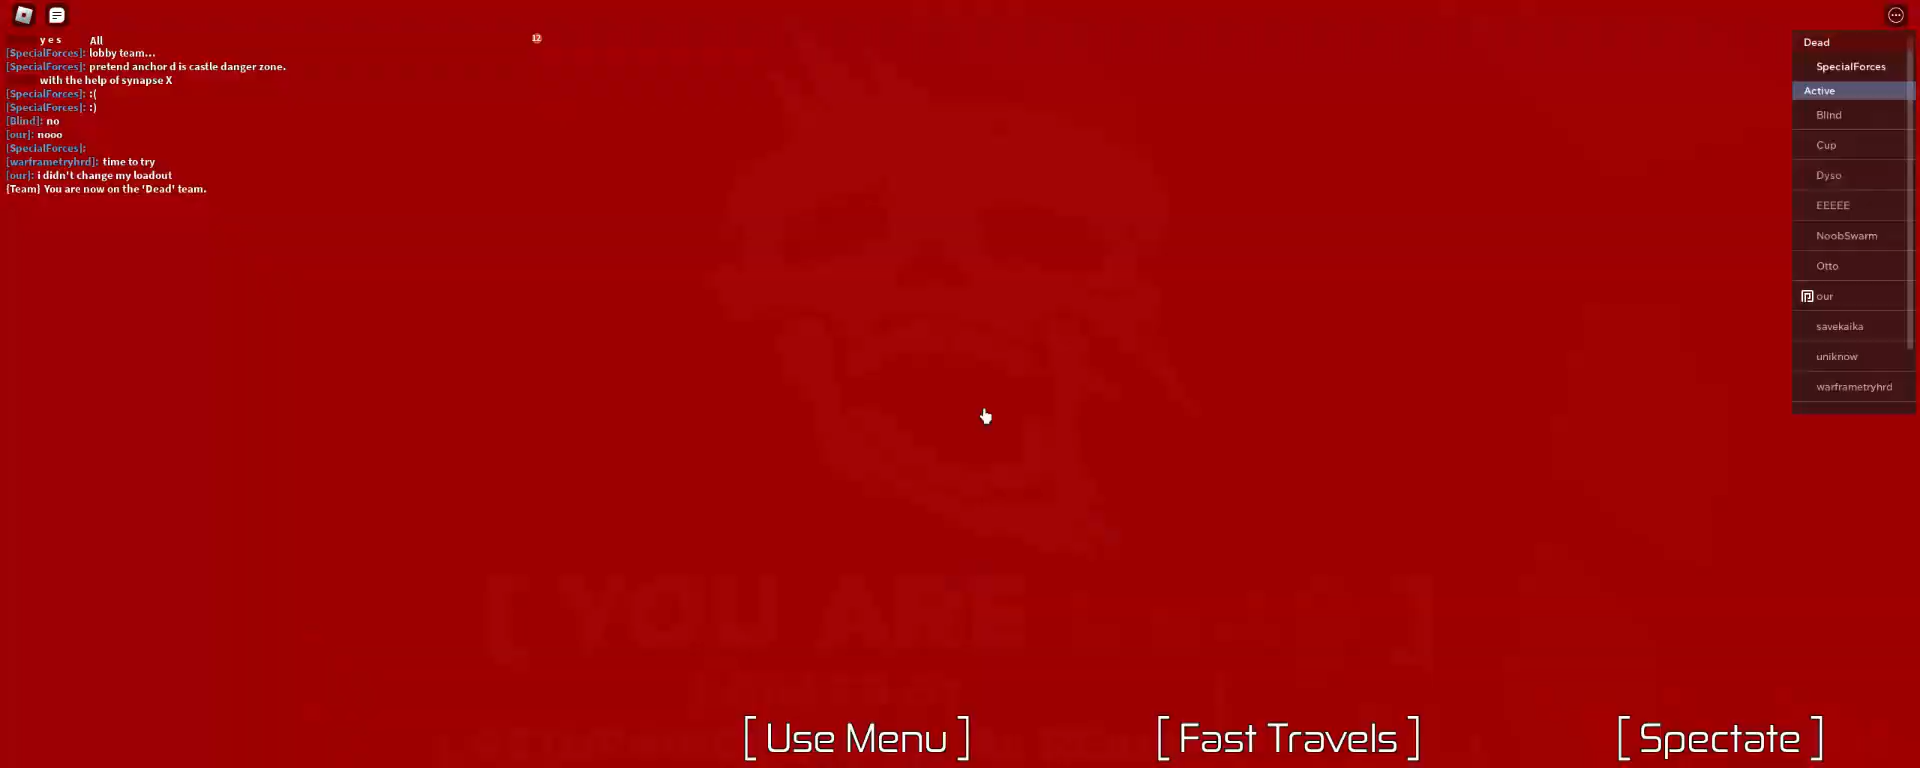 y e s All
[SpecialForces]: lobby team...
[SpecialForces]: pretend anchor d is castle danger zone.
with the help of synapse X
[SpecialForces]: :(
[SpecialForces]: :)
[Blind]: no
[our]: nooo
[SpecialForces]:
[warframetryhrd]: time to try
[our]: i didn't change my loadout
{Team} You are now on the 'Dead' team.
12
Dead
SpecialForces
Active
Blind
Cup
Dyso
EEEEE
NoobSwarm
Otto
our
savekaika
uniknow
warframetryhrd
[ YOU ARE ]
[ Use Menu ]
[ Fast Travels ]
[ Spectate ]